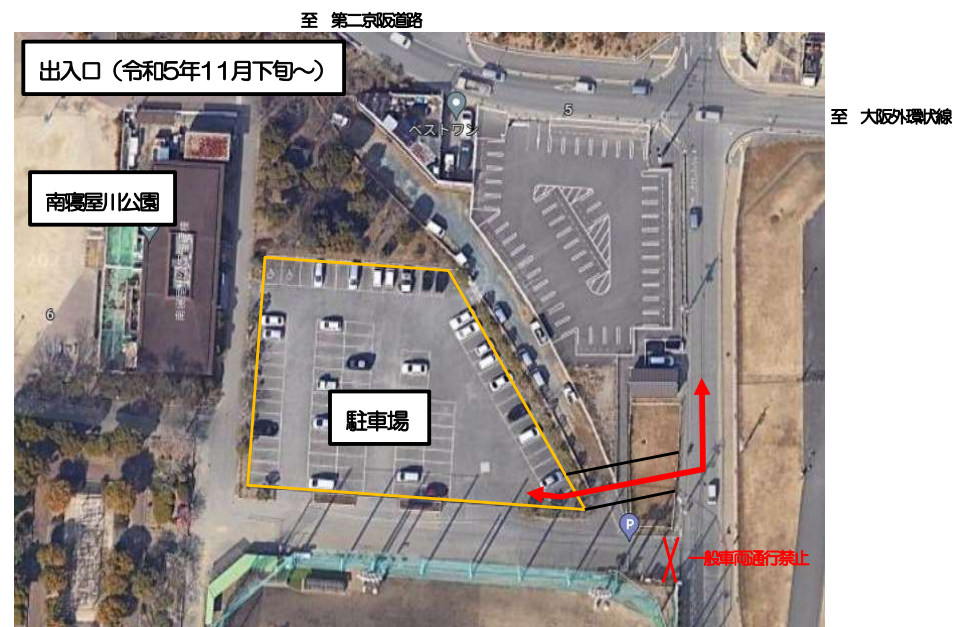 至 第二京阪道路
出入口（令和5年11月下旬～）
至 大阪外環状線
ベストワン
5
南寝屋川公園
6
駐車場
P
一般車両通行禁止